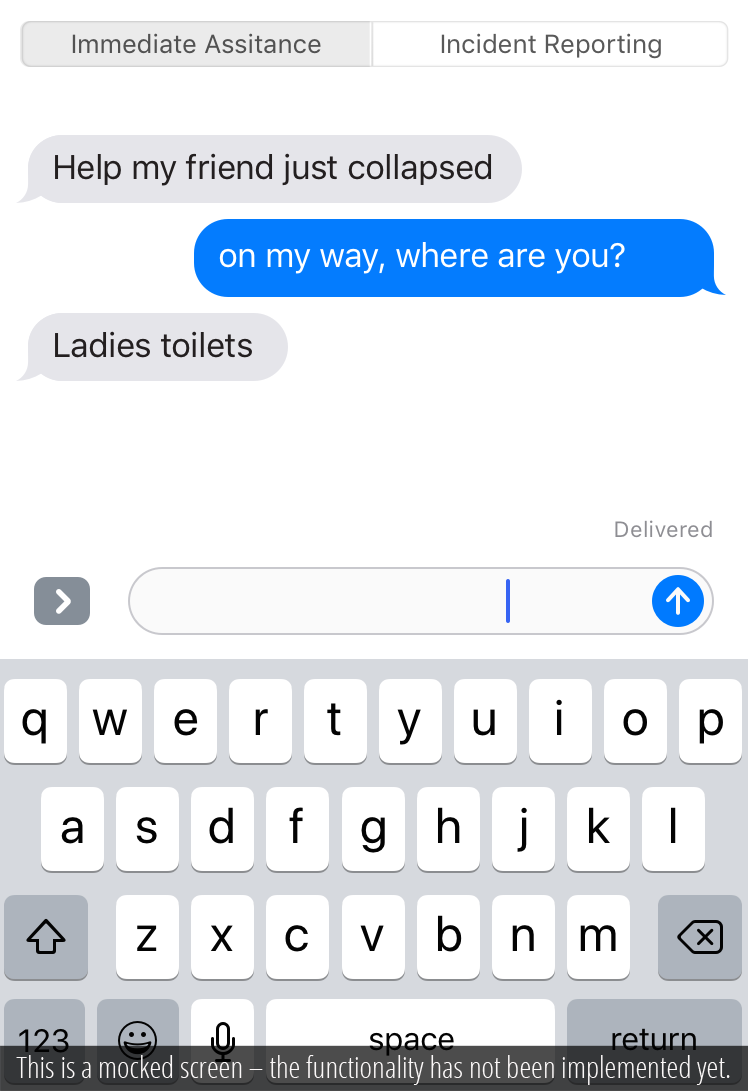 Immediate Assitance Incident Reporting
Help my friend just collapsed
on my way, where are you?
Ladies toilets
Delivered
q w e r t y u i o p
a s d f g h j k l
z x c v b n m
123 space return
This is a mocked screen – the functionality has not been implemented yet.